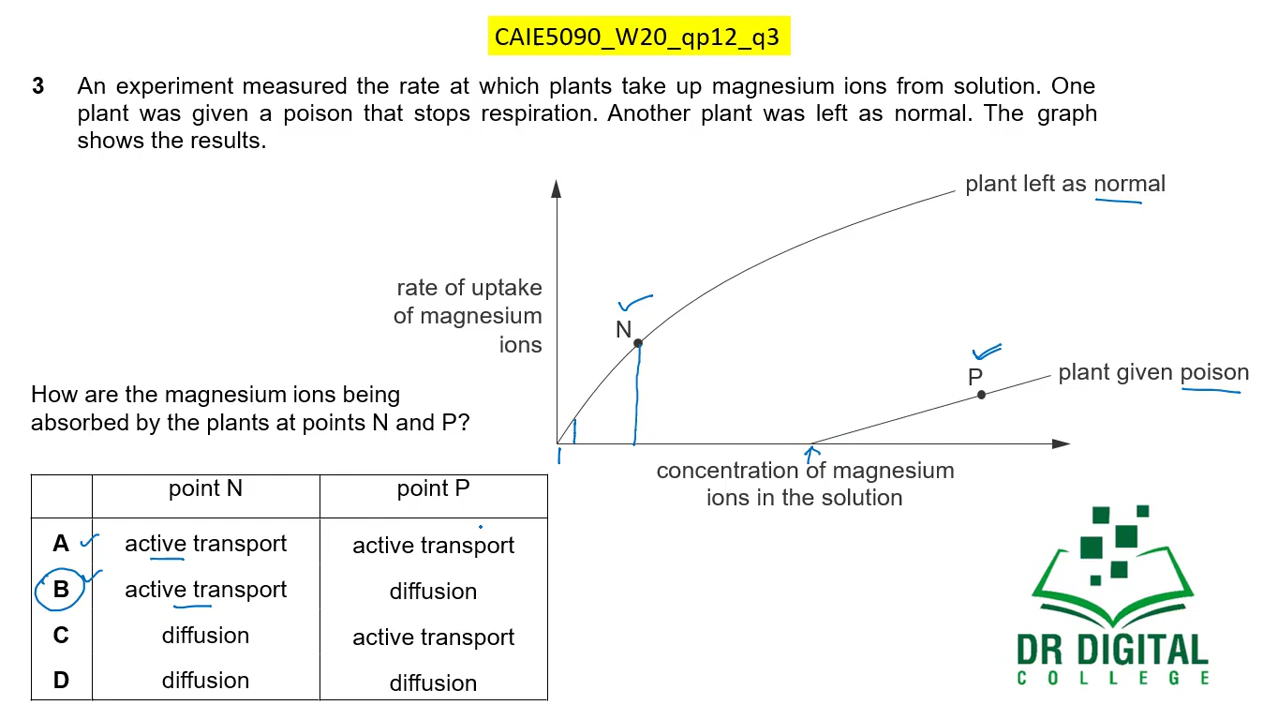 CAIE5090_W20_qp12_q3
3 An experiment measured the rate at which plants take up magnesium ions from solution. One
plant was given a poison that stops respiration. Another plant was left as normal. The graph
shows the results.
plant left as normal
rate of uptake
of magnesium
ions
N
P
plant given poison
concentration of magnesium
ions in the solution
How are the magnesium ions being
absorbed by the plants at points N and P?
point N point P
A active transport active transport
B active transport diffusion
C diffusion active transport
D diffusion diffusion
DR DIGITAL
COLLEGE